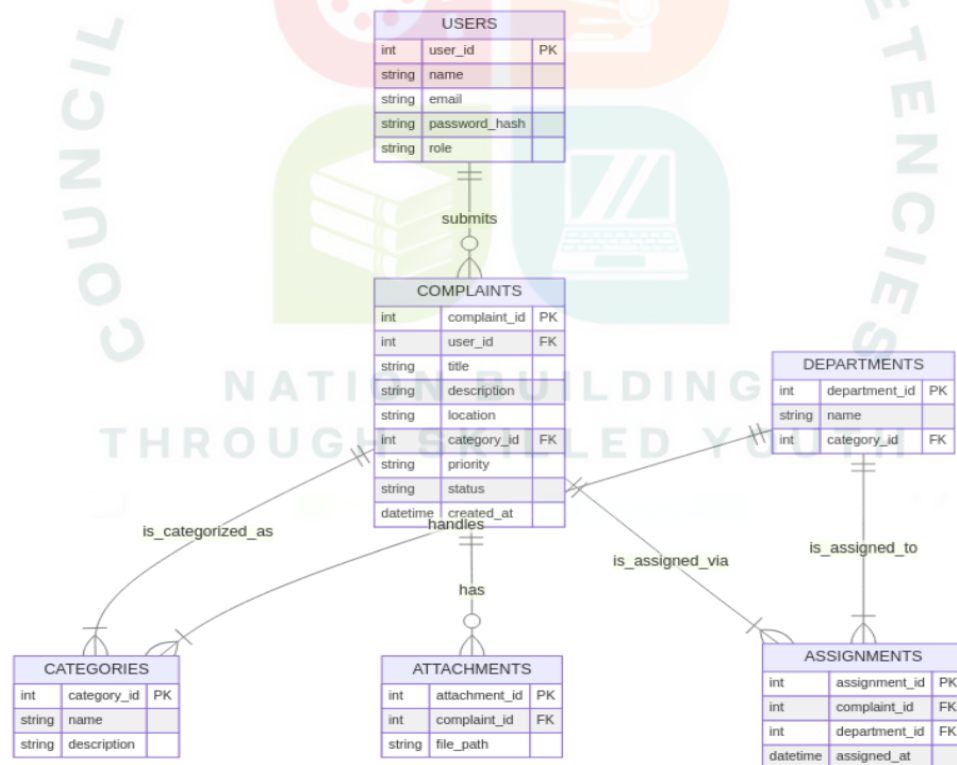 USERS
int user_id PK
string name
string email
string password_hash
string role
submits
COMPLAINTS
int complaint_id PK
int user_id FK
string title
string description
string location
int category_id FK
string priority
string status
datetime created_at
DEPARTMENTS
int department_id PK
string name
int category_id FK
handles
is_categorized_as
is_assigned_via
is_assigned_to
has
CATEGORIES
int category_id PK
string name
string description
ATTACHMENTS
int attachment_id PK
int complaint_id FK
string file_path
ASSIGNMENTS
int assignment_id PK
int complaint_id FK
int department_id FK
datetime assigned_at
COUNCIL
NATION BUILDING
THROUGH SKILLED YOUTH